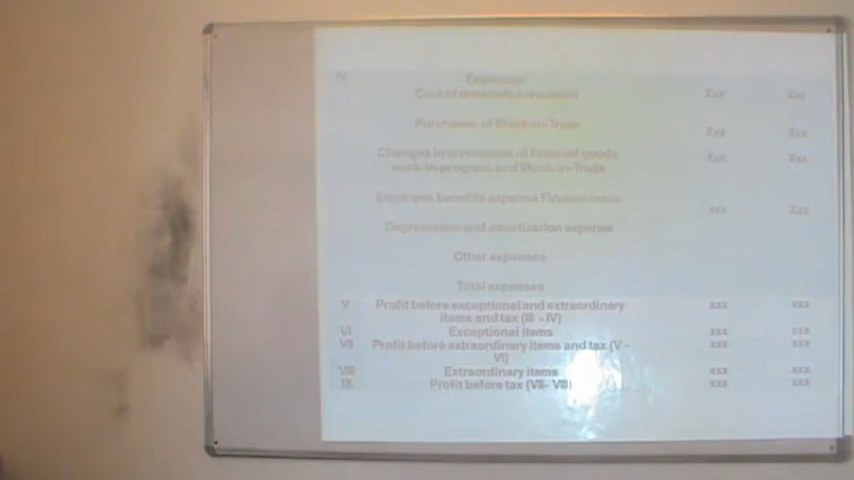 IV Expenses
Cost of materials consumed Xxx Xxx
Purchases of Stock-in-Trade Xxx Xxx
Changes in inventories of finished goods Xxx Xxx
work-in-progress and Stock-in-Trade
Employee benefits expense Finance costs
xxx Xxx
Depreciation and amortization expense
Other expenses
Total expenses
V Profit before exceptional and extraordinary xxx xxx
items and tax (III - IV)
VI Exceptional items xxx xxx
VII Profit before extraordinary items and tax (V - xxx xxx
VI)
VIII Extraordinary items xxx xxx
IX Profit before tax (VII- VIII) xxx xxx